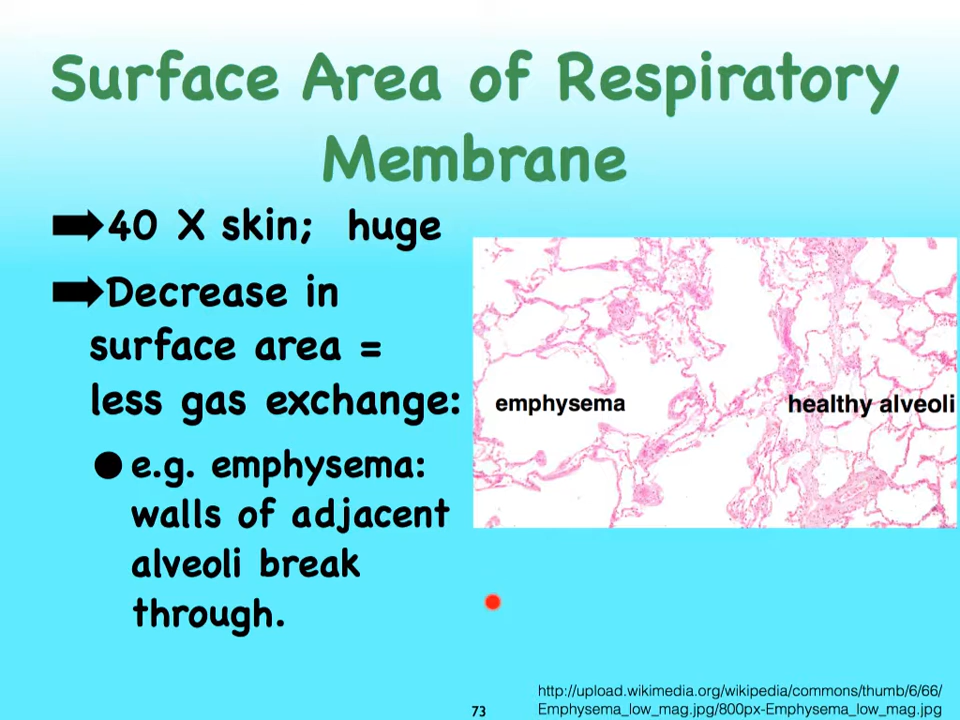 Surface Area of Respiratory
Membrane
40 X skin; huge
Decrease in
surface area =
less gas exchange:
e.g. emphysema:
walls of adjacent
alveoli break
through.
emphysema
healthy alveoli
http://upload.wikimedia.org/wikipedia/commons/thumb/6/66/
Emphysema_low_mag.jpg/800px-Emphysema_low_mag.jpg
73